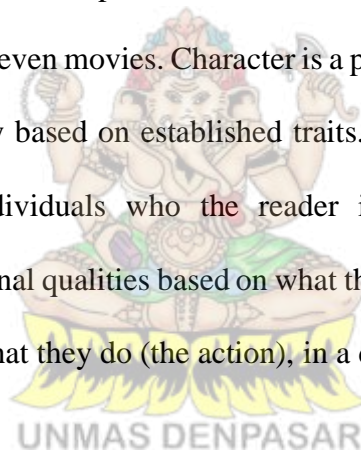 even movies. Character is a p
based on established traits.
dividuals who the reader i
nal qualities based on what th
hat they do (the action), in a
UNMAS DENPASAR